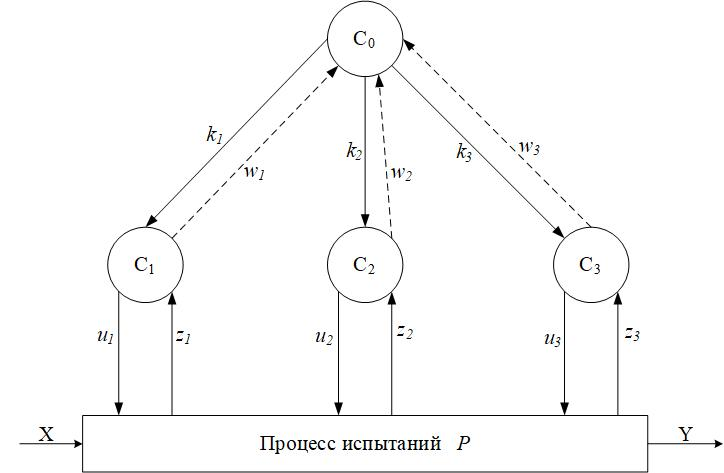 C0
k1
w1
k2
w2
k3
w3
C1
C2
C3
u1
z1
u2
z2
u3
z3
X
Процесс испытаний P
Y